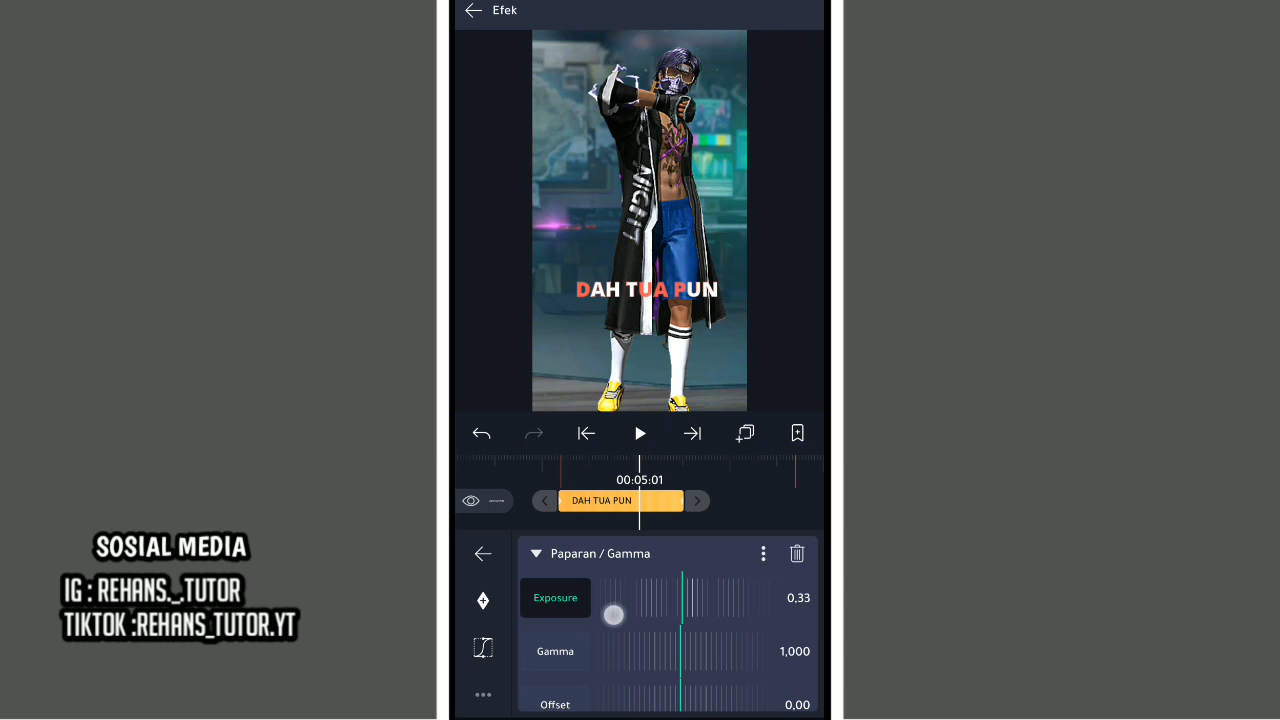 Efek
NIGHT
DAH TUA PUN
00:05:01
DAH TUA PUN
Paparan / Gamma
Exposure
0,33
Gamma
1,000
Offset
0,00
SOSIAL MEDIA
IG : REHANS._.TUTOR
TIKTOK :REHANS_TUTOR.YT